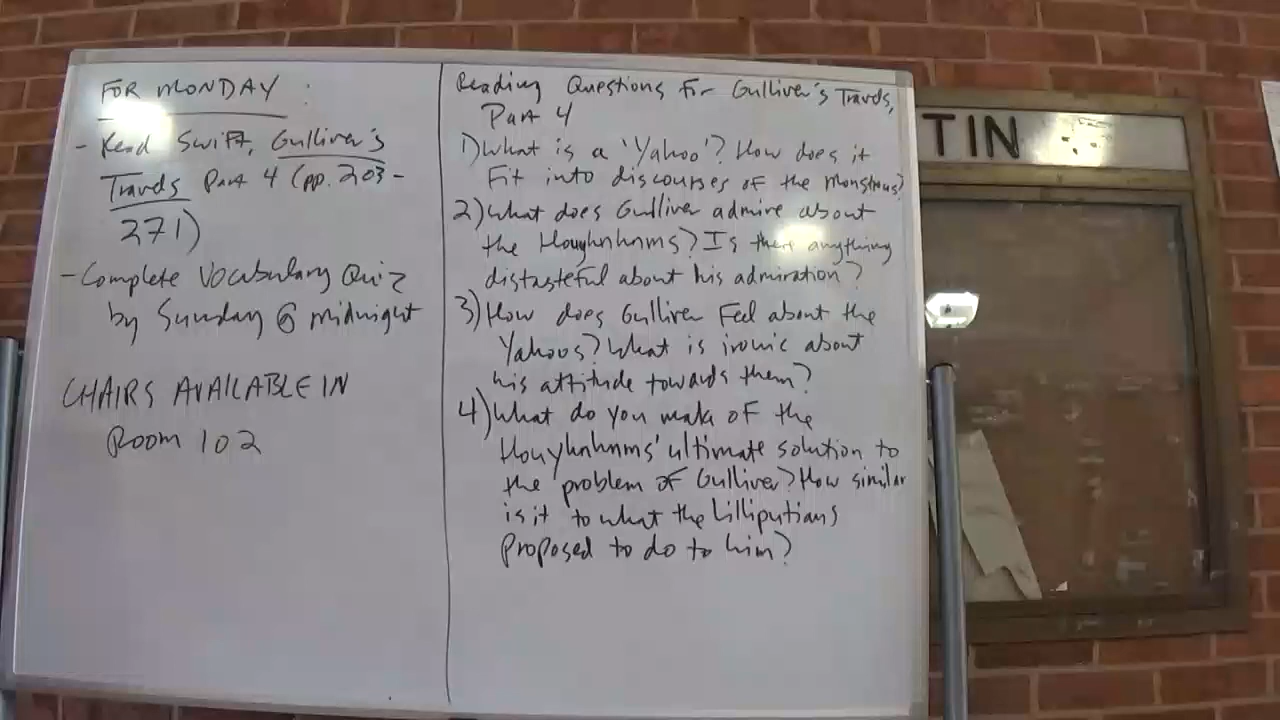 FOR MONDAY :
- Read Swift, Gulliver's
Travels Part 4 (pp. 203-
271)
- Complete Vocabulary Quiz
by Sunday @ midnight
CHAIRS AVAILABLE IN
Room 102
Reading Questions For Gulliver's Travels,
Part 4
1) What is a 'Yahoo'? How does it
Fit into discourses of the monstrous?
2) What does Gulliver admire about
the Houyhnhnms? Is there anything
distasteful about his admiration?
3) How does Gulliver Feel about the
Yahoos? What is ironic about
his attitude towards them?
4) What do you make of the
Houyhnhnms' ultimate solution to
the 'problem of Gulliver? How similar
is it to what the Lilliputians
proposed to do to him?
TIN